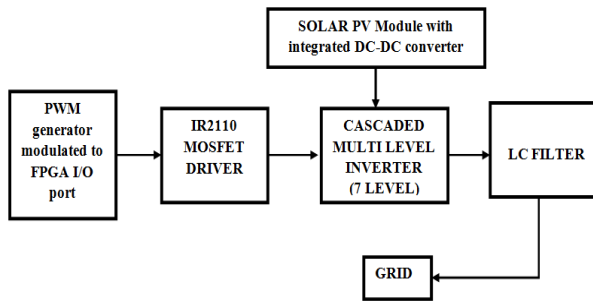 SOLAR PV Module with
integrated DC-DC converter
PWM
generator
modulated to
FPGA I/O
port
IR2110
MOSFET
DRIVER
CASCADED
MULTI LEVEL
INVERTER
(7 LEVEL)
LC FILTER
GRID